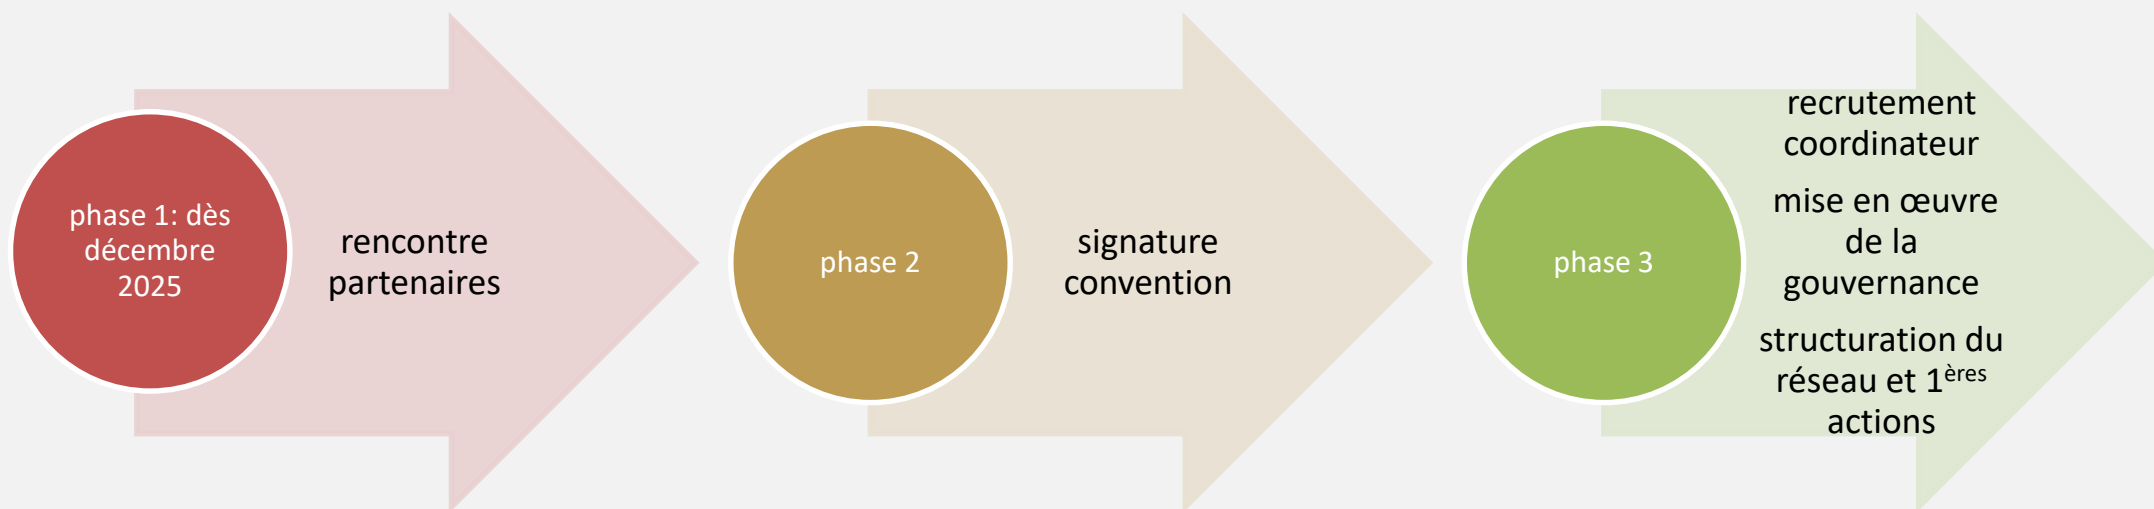 phase 1: dès
décembre
2025
rencontre
partenaires
phase 2
signature
convention
phase 3
recrutement
coordinateur
mise en œuvre
de la
gouvernance
structuration du
réseau et 1ères
actions